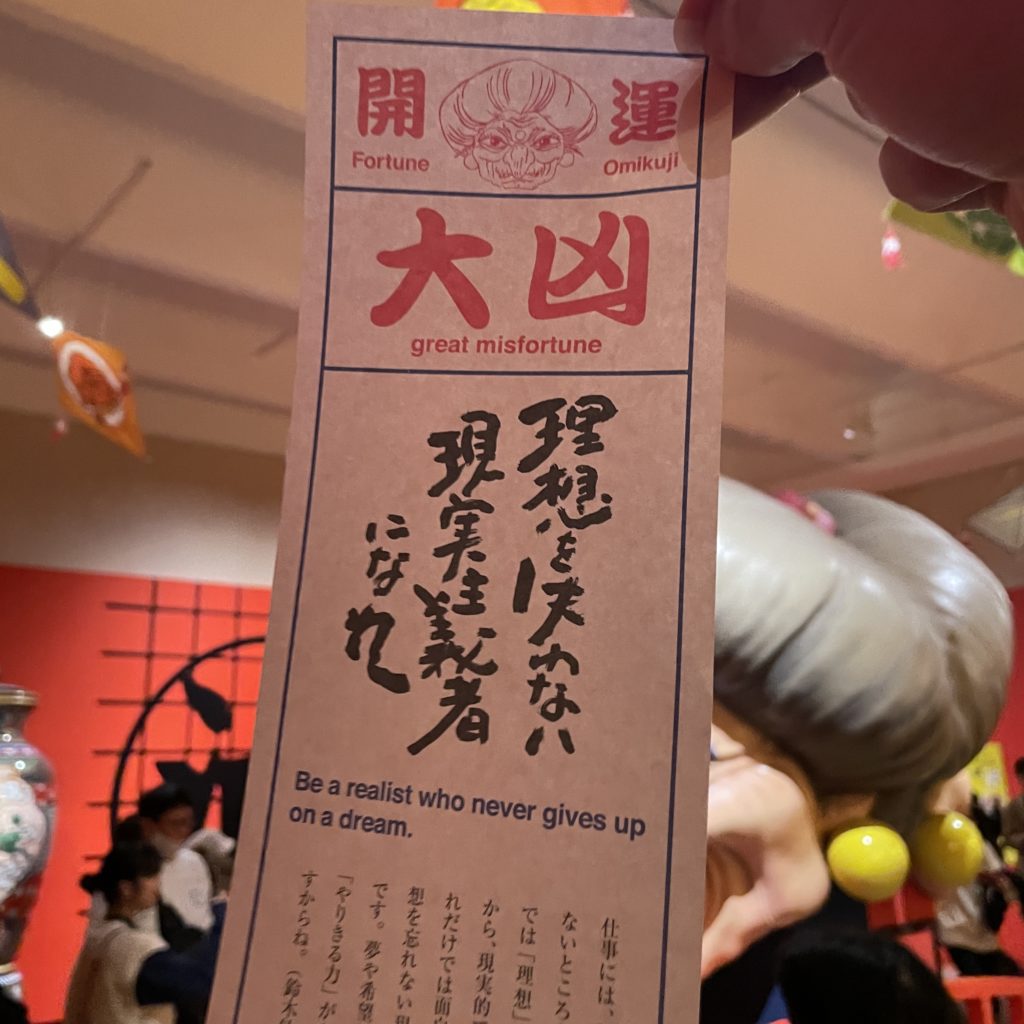 開
運
Fortune
Omikuji
大凶
great misfortune
理想を失わない
現実主義者
になれ
Be a realist who never gives up
on a dream.
仕事には、
ないところ
では「理想」
から、現実的
れだけでは面
想を忘れない
です。夢や希望
「やりきる力」が
すからね。(鈴木